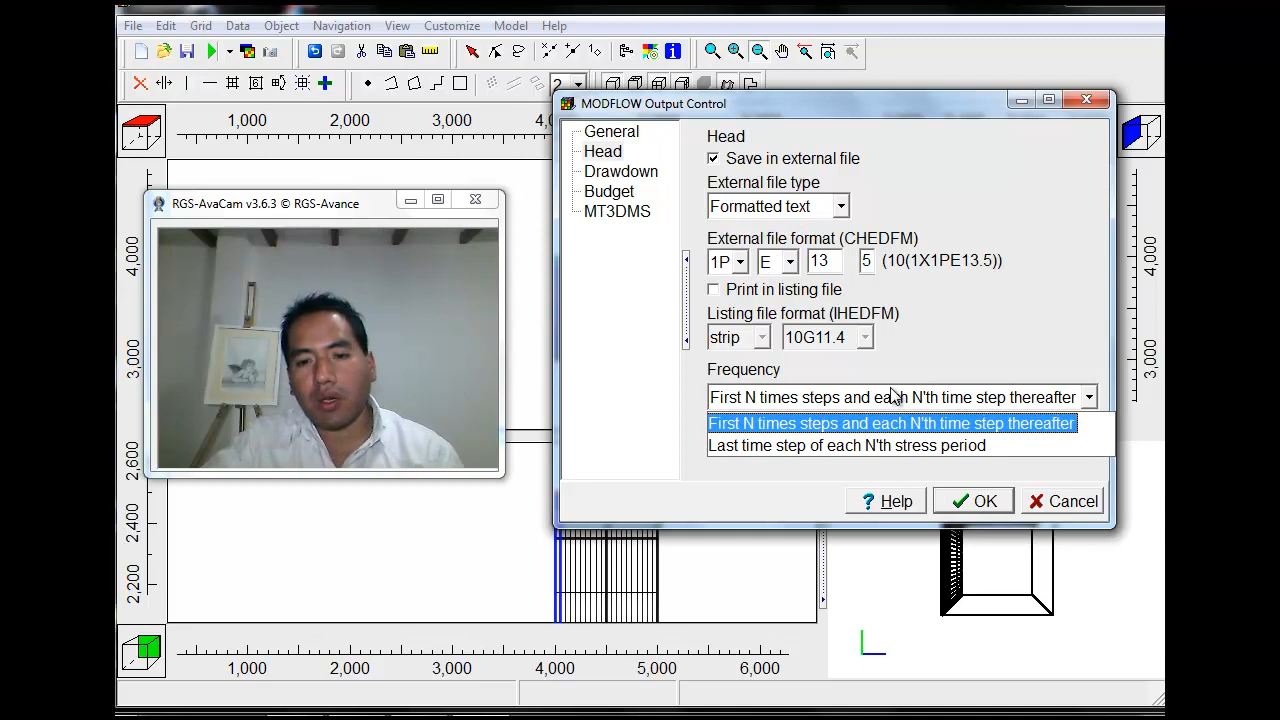 File Edit Grid Data Object Navigation View Customize Model Help
2
MODFLOW Output Control
1,000 2,000 3,000
General
Head
Drawdown
Budget
MT3DMS
Head
Save in external file
External file type
Formatted text
External file format (CHEDFM)
1P E 13 5 (10(1X1PE13.5))
Print in listing file
Listing file format (IHEDFM)
strip 10G11.4
Frequency
First N times steps and each N'th time step thereafter
First N times steps and each N'th time step thereafter
Last time step of each N'th stress period
Help OK Cancel
RGS-AvaCam v3.6.3 © RGS-Avance
4,000
3,000
4,000
3,000
2,600
2,400
2,200
1,000 2,000 3,000 4,000 5,000 6,000